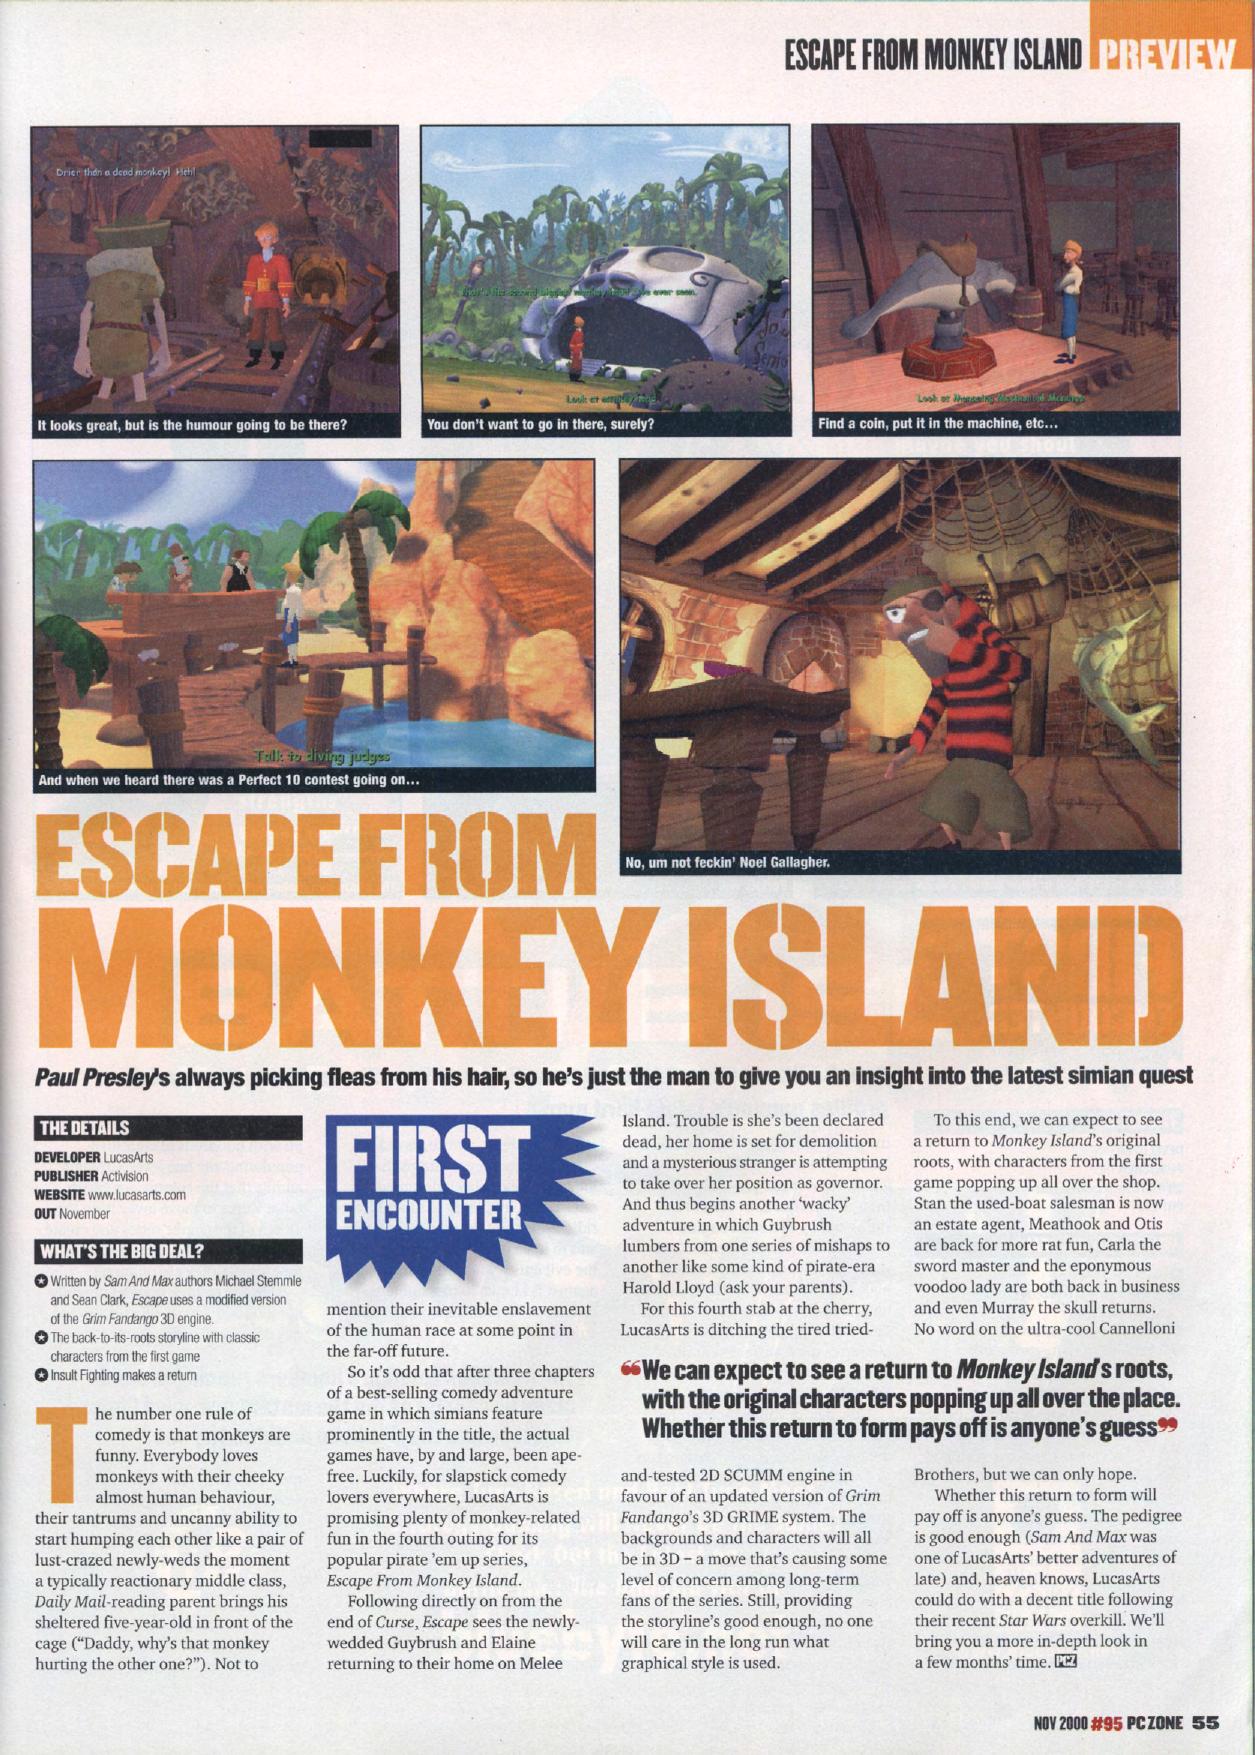 ESCAPE FROM MONKEY ISLAND PREVIEW
Drier than a dead monkey! Heh!
It looks great, but is the humour going to be there?
Look at
You don't want to go in there, surely?
Look at
Find a coin, put it in the machine, etc...
Talk to diving judges
And when we heard there was a Perfect 10 contest going on...
No, um not feckin' Noel Gallagher.
ESCAPE FROM
MONKEY ISLAND
Paul Presley's always picking fleas from his hair, so he's just the man to give you an insight into the latest simian quest
THE DETAILS
DEVELOPER LucasArts
PUBLISHER Activision
WEBSITE www.lucasarts.com
OUT November
WHAT'S THE BIG DEAL?
Written by Sam And Max authors Michael Stemmle
and Sean Clark, Escape uses a modified version
of the Grim Fandango 3D engine.
The back-to-its-roots storyline with classic
characters from the first game
Insult Fighting makes a return
The number one rule of
comedy is that monkeys are
funny. Everybody loves
monkeys with their cheeky
almost human behaviour,
their tantrums and uncanny ability to
start humping each other like a pair of
lust-crazed newly-weds the moment
a typically reactionary middle class,
Daily Mail-reading parent brings his
sheltered five-year-old in front of the
cage ("Daddy, why's that monkey
hurting the other one?"). Not to
FIRST
ENCOUNTER
mention their inevitable enslavement
of the human race at some point in
the far-off future.
So it's odd that after three chapters
of a best-selling comedy adventure
game in which simians feature
prominently in the title, the actual
games have, by and large, been ape-
free. Luckily, for slapstick comedy
lovers everywhere, LucasArts is
promising plenty of monkey-related
fun in the fourth outing for its
popular pirate 'em up series,
Escape From Monkey Island.
Following directly on from the
end of Curse, Escape sees the newly-
wedded Guybrush and Elaine
returning to their home on Melee
Island. Trouble is she's been declared
dead, her home is set for demolition
and a mysterious stranger is attempting
to take over her position as governor.
And thus begins another 'wacky'
adventure in which Guybrush
lumbers from one series of mishaps to
another like some kind of pirate-era
Harold Lloyd (ask your parents).
For this fourth stab at the cherry,
LucasArts is ditching the tired tried-
and-tested 2D SCUMM engine in
favour of an updated version of Grim
Fandango's 3D GRIME system. The
backgrounds and characters will all
be in 3D – a move that's causing some
level of concern among long-term
fans of the series. Still, providing
the storyline's good enough, no one
will care in the long run what
graphical style is used.
To this end, we can expect to see
a return to Monkey Island's original
roots, with characters from the first
game popping up all over the shop.
Stan the used-boat salesman is now
an estate agent, Meathook and Otis
are back for more rat fun, Carla the
sword master and the eponymous
voodoo lady are both back in business
and even Murray the skull returns.
No word on the ultra-cool Cannelloni
Brothers, but we can only hope.
Whether this return to form will
pay off is anyone's guess. The pedigree
is good enough (Sam And Max was
one of LucasArts' better adventures of
late) and, heaven knows, LucasArts
could do with a decent title following
their recent Star Wars overkill. We'll
bring you a more in-depth look in
a few months' time. PCZ
“We can expect to see a return to Monkey Island's roots,
with the original characters popping up all over the place.
Whether this return to form pays off is anyone's guess”
NOV 2000 #95 PC ZONE 55